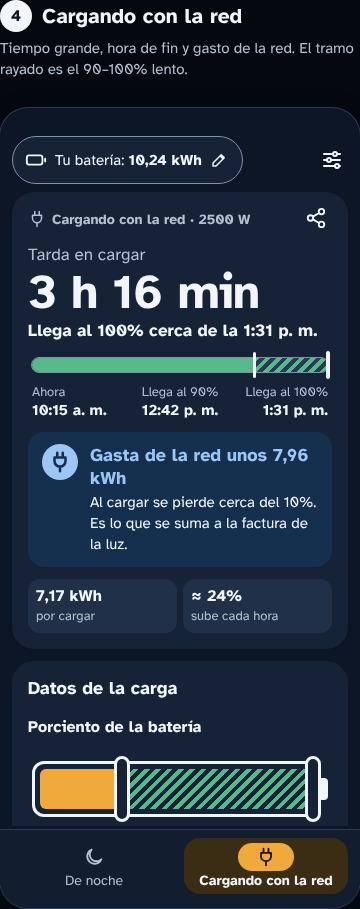 4 Cargando con la red
Tiempo grande, hora de fin y gasto de la red. El tramo
rayado es el 90–100% lento.
Tu batería: 10,24 kWh
Cargando con la red · 2500 W
Tarda en cargar
3 h 16 min
Llega al 100% cerca de la 1:31 p. m.
Ahora Llega al 90% Llega al 100%
10:15 a. m. 12:42 p. m. 1:31 p. m.
Gasta de la red unos 7,96
kWh
Al cargar se pierde cerca del 10%.
Es lo que se suma a la factura de
la luz.
7,17 kWh ≈ 24%
por cargar sube cada hora
Datos de la carga
Porciento de la batería
De noche Cargando con la red